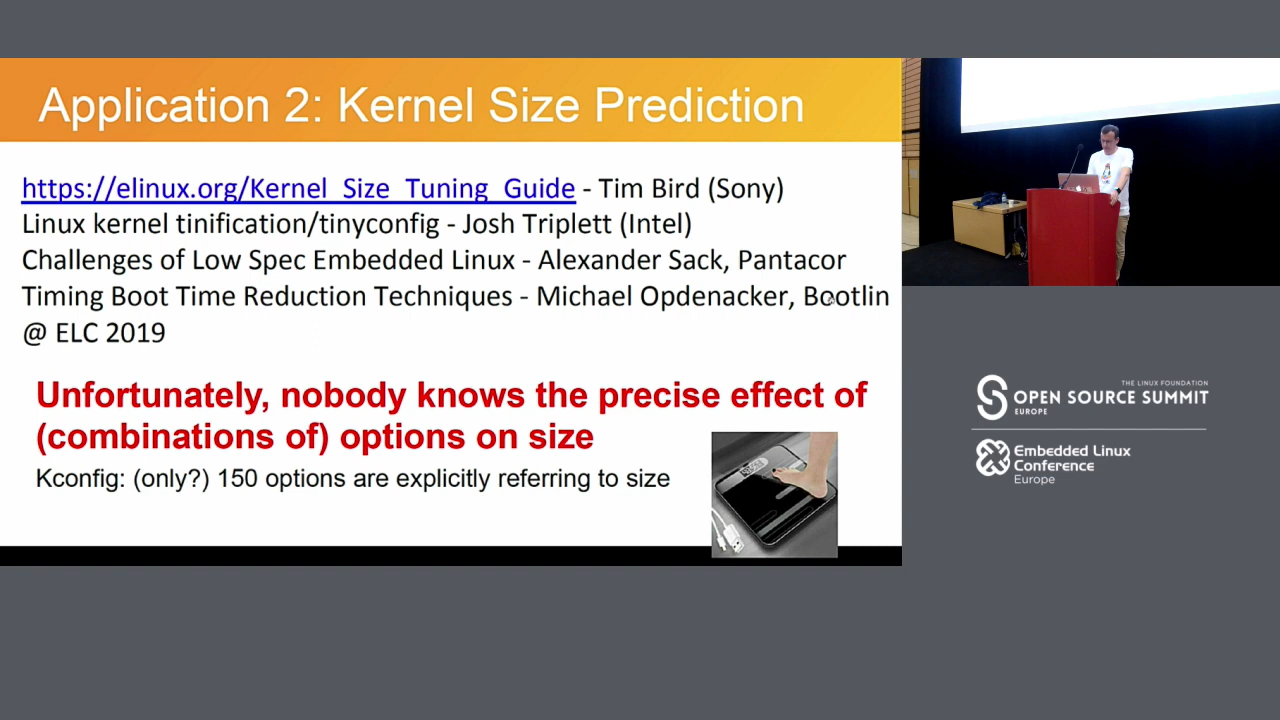 Application 2: Kernel Size Prediction
https://elinux.org/Kernel_Size_Tuning_Guide - Tim Bird (Sony)
Linux kernel tinification/tinyconfig - Josh Triplett (Intel)
Challenges of Low Spec Embedded Linux - Alexander Sack, Pantacor
Timing Boot Time Reduction Techniques - Michael Opdenacker, Bootlin
@ ELC 2019
Unfortunately, nobody knows the precise effect of
(combinations of) options on size
Kconfig: (only?) 150 options are explicitly referring to size
THE LINUX FOUNDATION
OPEN SOURCE SUMMIT
EUROPE
Embedded Linux
Conference
Europe